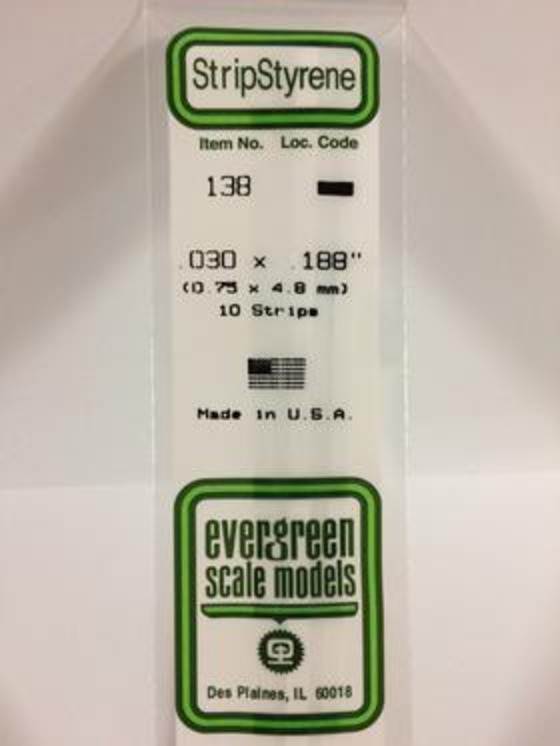 StripStyrene
Item No. Loc. Code
138
.030 x .188"
(0.75 x 4.8 mm)
10 Strips
Made in U.S.A.
evergreen
scale models
Des Plaines, IL 60018